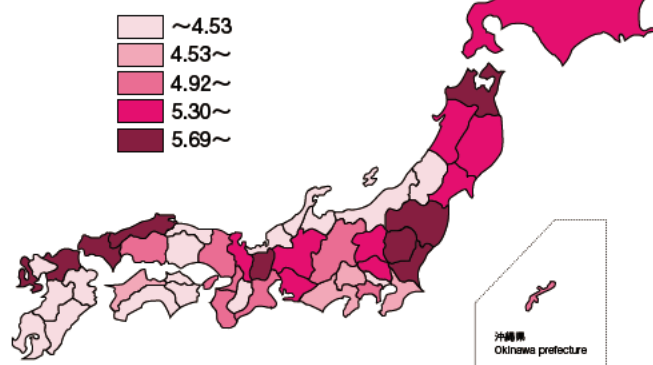 ～4.53
4.53～
4.92～
5.30～
5.69～
沖縄県
Okinawa prefecture